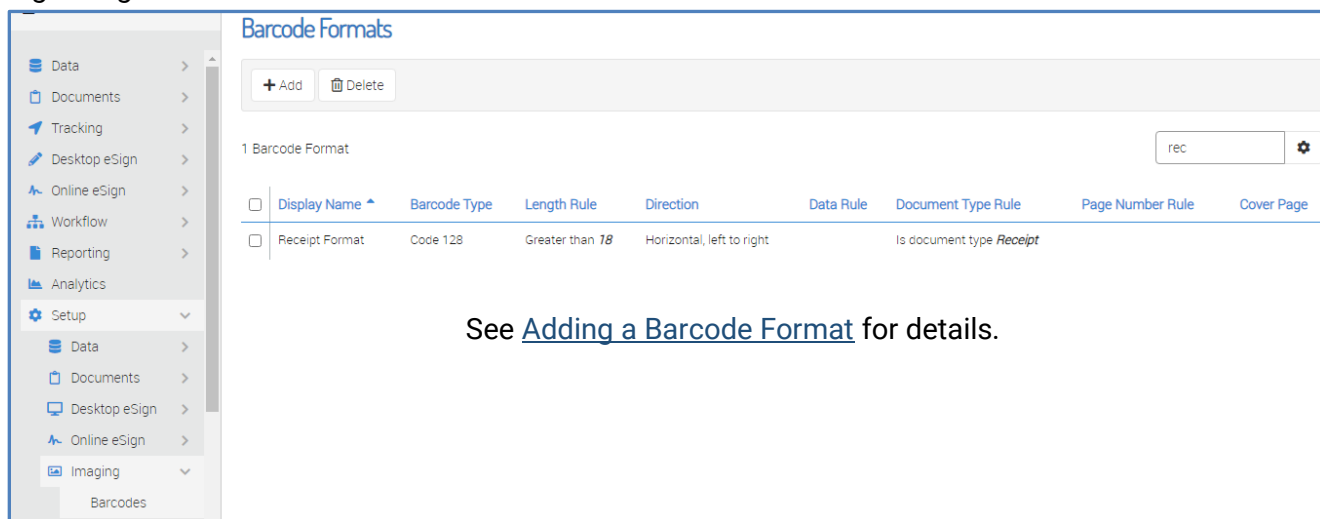 Barcode Formats
Data
Documents
Tracking
Desktop eSign
Online eSign
Workflow
Reporting
Analytics
Setup
Data
Documents
Desktop eSign
Online eSign
Imaging
Barcodes
Add Delete
1 Barcode Format rec
Display Name Barcode Type Length Rule Direction Data Rule Document Type Rule Page Number Rule Cover Page
Receipt Format Code 128 Greater than 18 Horizontal, left to right Is document type Receipt
See Adding a Barcode Format for details.